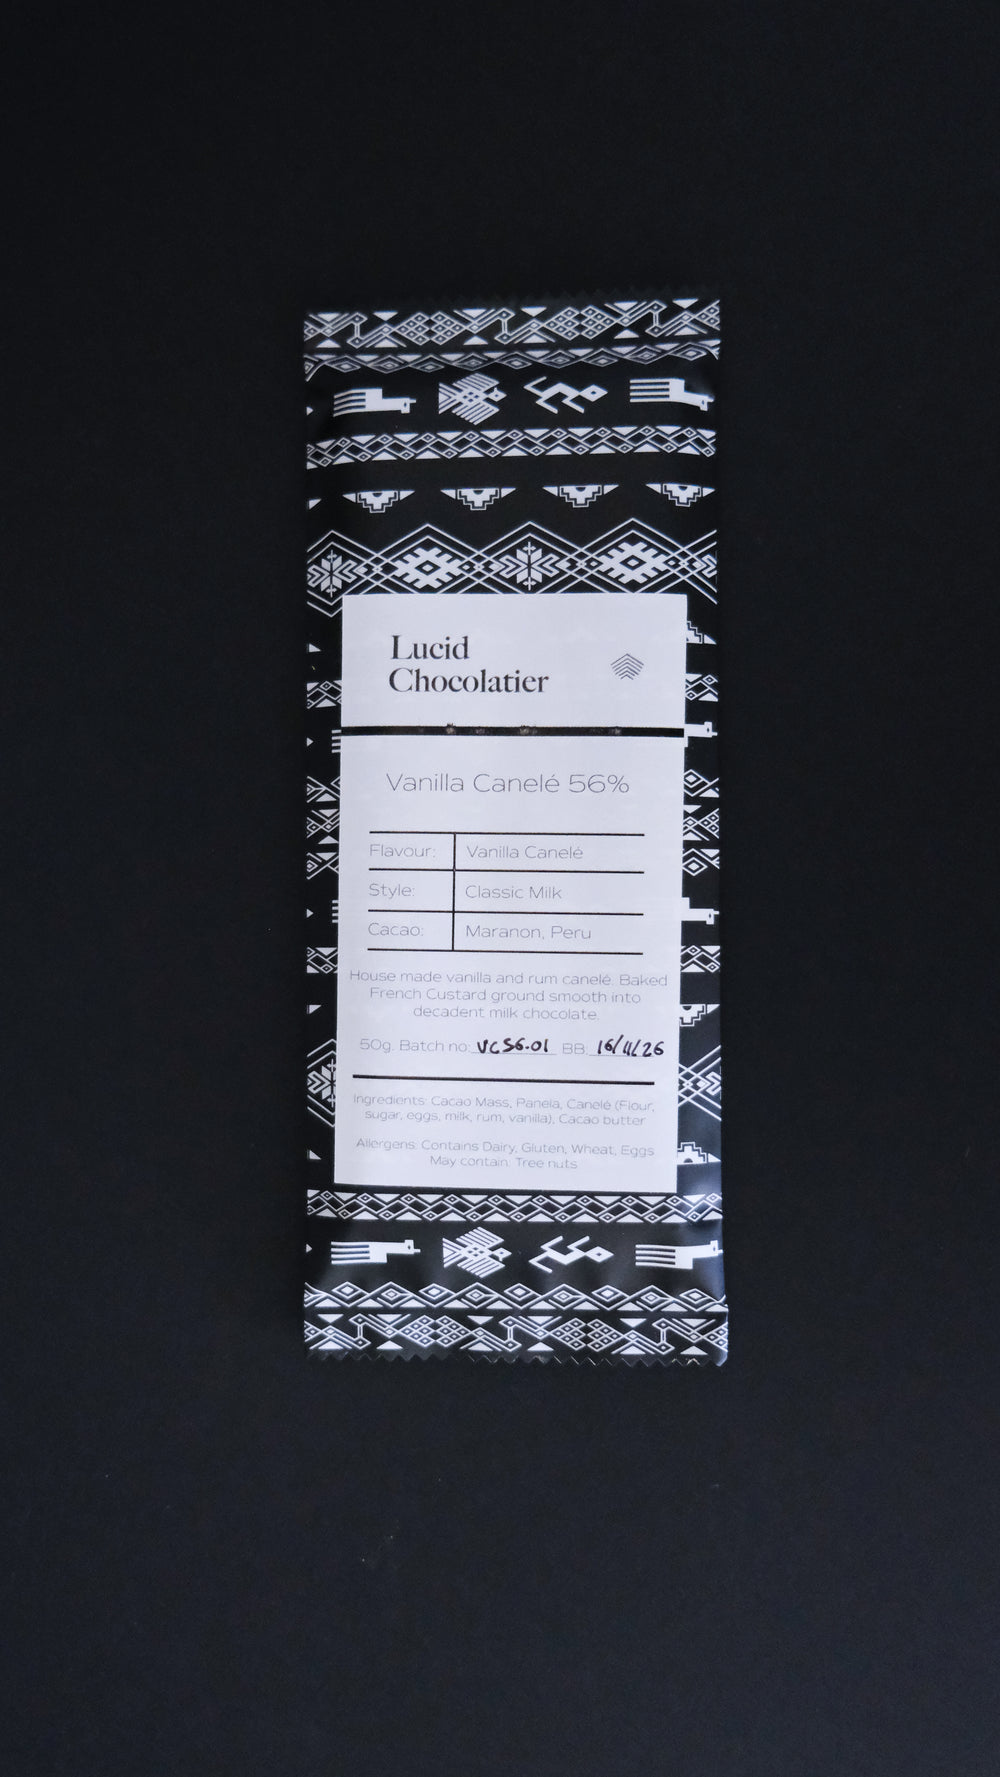 Lucid
Chocolatier
Vanilla Canelé 56%
Flavour: Vanilla Canelé
Style: Classic Milk
Cacao: Maranon, Peru
House made vanilla and rum canelé. Baked
French Custard ground smooth into
decadent milk chocolate.
50g. Batch no: VC56.01 BB: 16/11/26
Ingredients: Cacao Mass, Panela, Canelé (Flour,
sugar, eggs, milk, rum, vanilla), Cacao butter
Allergens: Contains Dairy, Gluten, Wheat, Eggs
May contain: Tree nuts